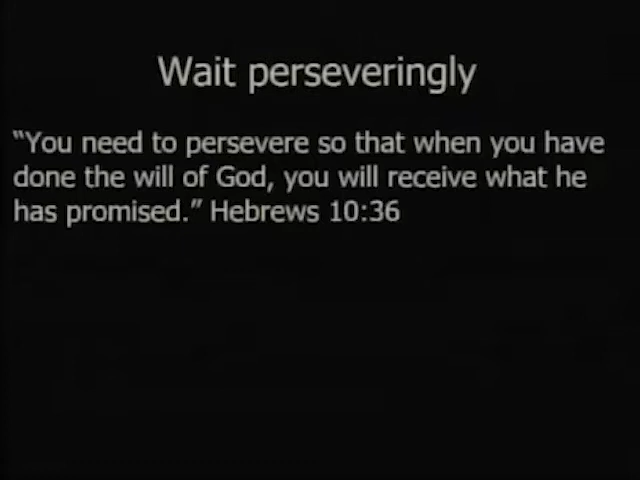 Wait perseveringly
“You need to persevere so that when you have
done the will of God, you will receive what he
has promised.” Hebrews 10:36